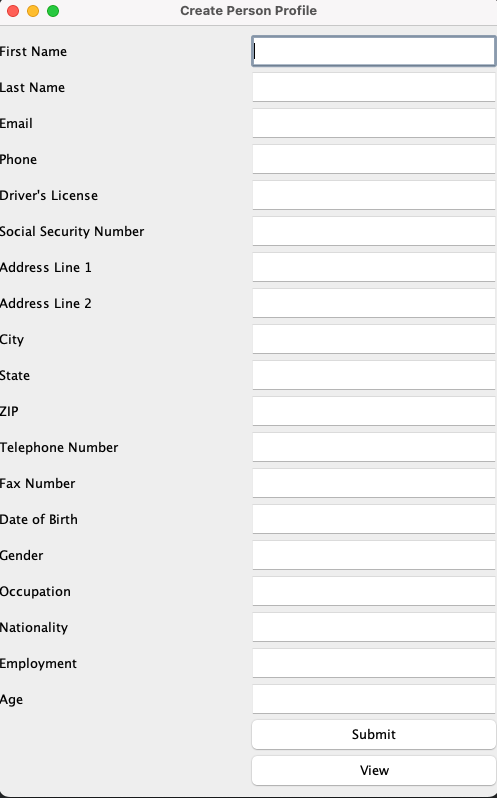 Create Person Profile
First Name
Last Name
Email
Phone
Driver's License
Social Security Number
Address Line 1
Address Line 2
City
State
ZIP
Telephone Number
Fax Number
Date of Birth
Gender
Occupation
Nationality
Employment
Age
Submit
View